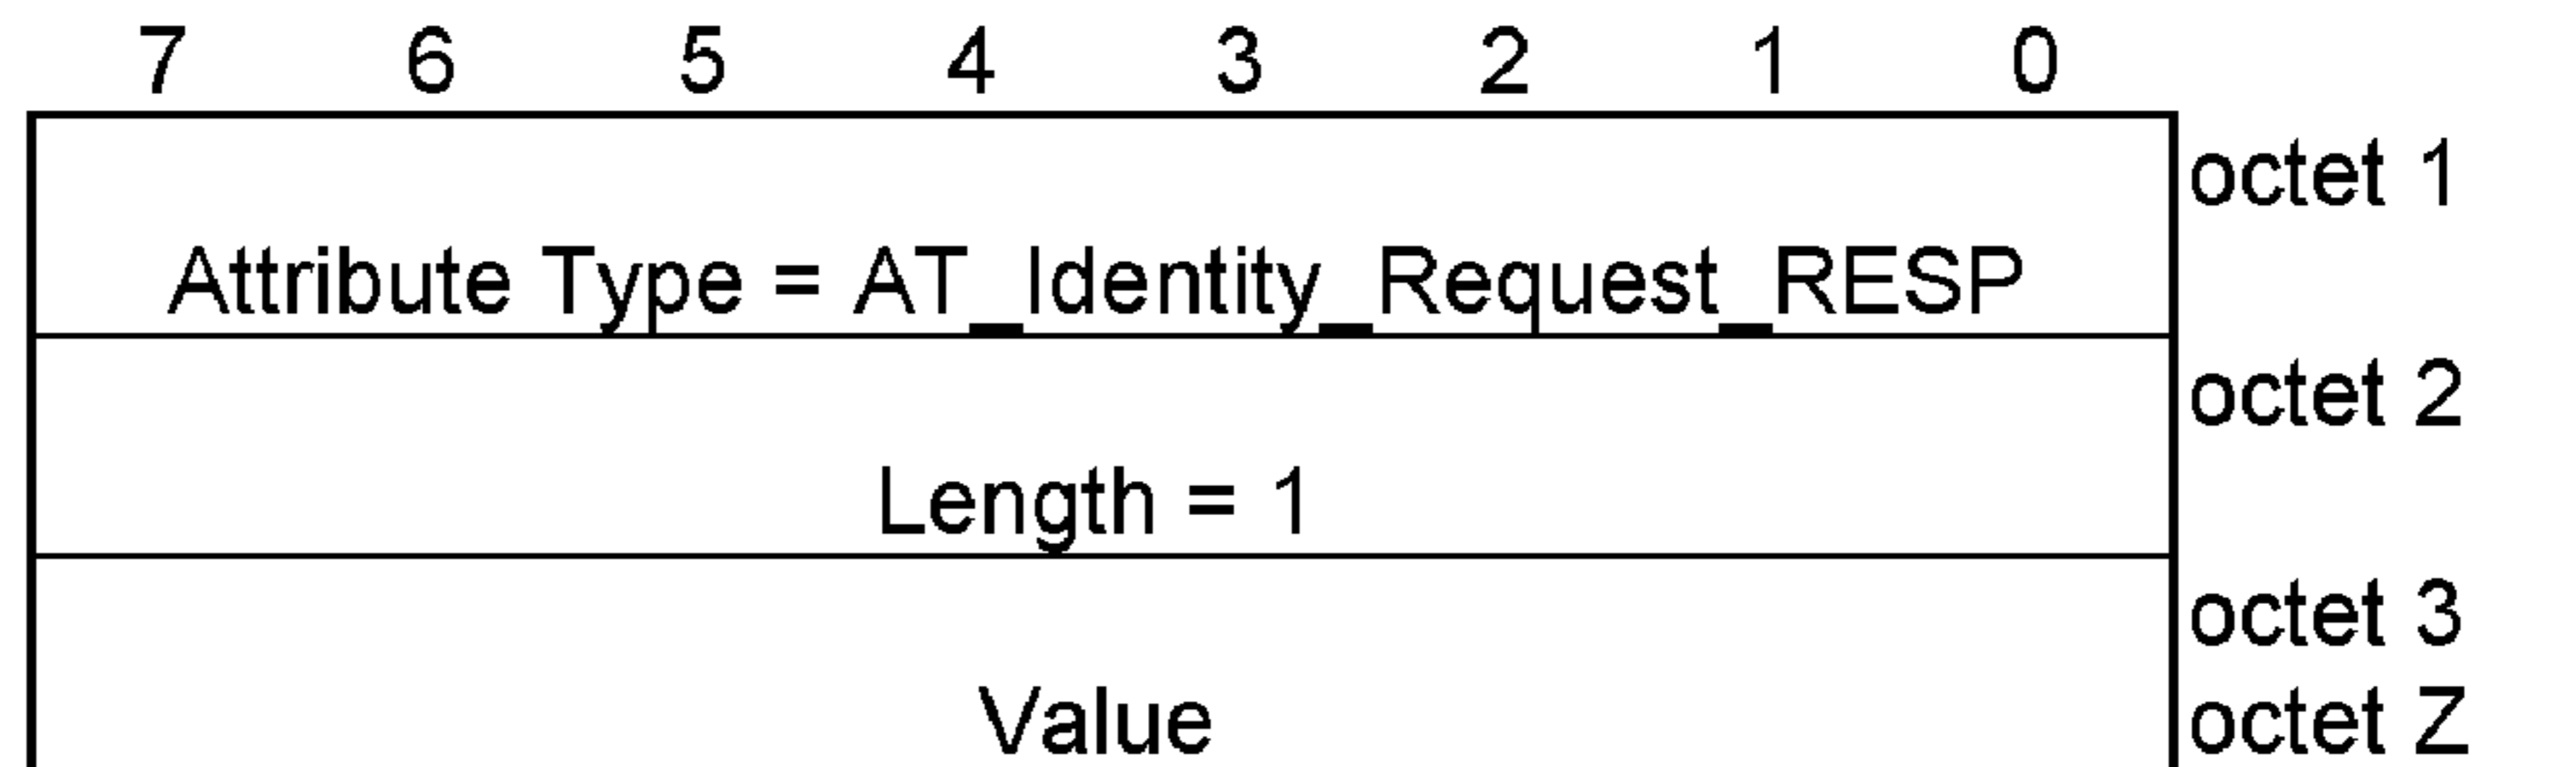 7 6 5 4 3 2 1 0
octet 1
Attribute Type = AT_Identity_Request_RESP
octet 2
Length = 1
octet 3
Value octet Z